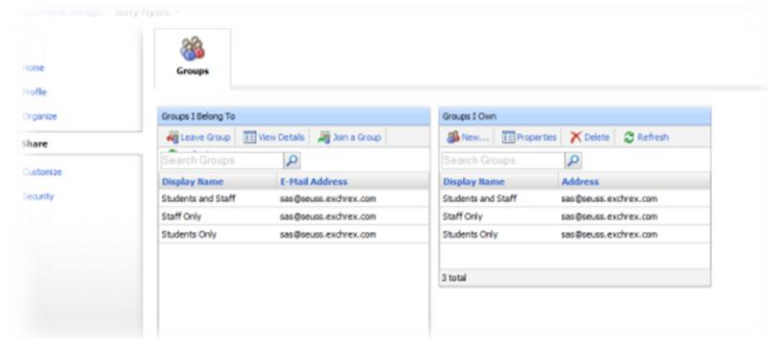 Jerry Myers
Home
Profile
Organize
Share
Customize
Security
Groups
Groups I Belong To
Leave Group View Details Join a Group
Search Groups
Display Name E-Mail Address
Students and Staff sas@seuss.exchrex.com
Staff Only sas@seuss.exchrex.com
Students Only sas@seuss.exchrex.com
Groups I Own
New... Properties Delete Refresh
Search Groups
Display Name Address
Students and Staff sas@seuss.exchrex.com
Staff Only sas@seuss.exchrex.com
Students Only sas@seuss.exchrex.com
3 total